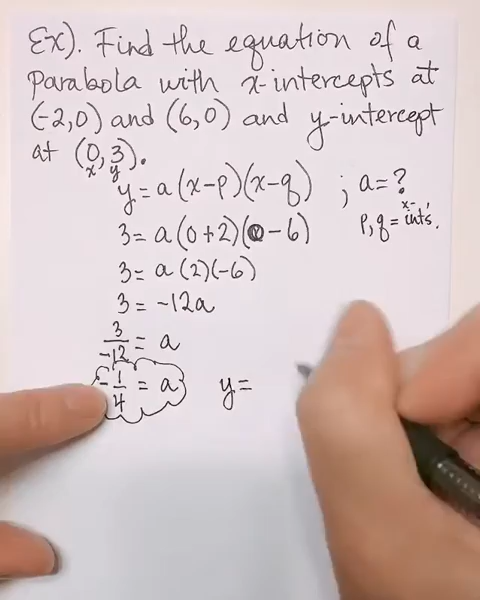 Ex). Find the equation of a
parabola with x-intercepts at
(-2,0) and (6,0) and y-intercept
at (0,3).
x y
y = a(x-p)(x-q) ; a=?
p,q = x-int's.
3 = a(0+2)(0-6)
3 = a(2)(-6)
3 = -12a
3/-12 = a
-1/4 = a y=